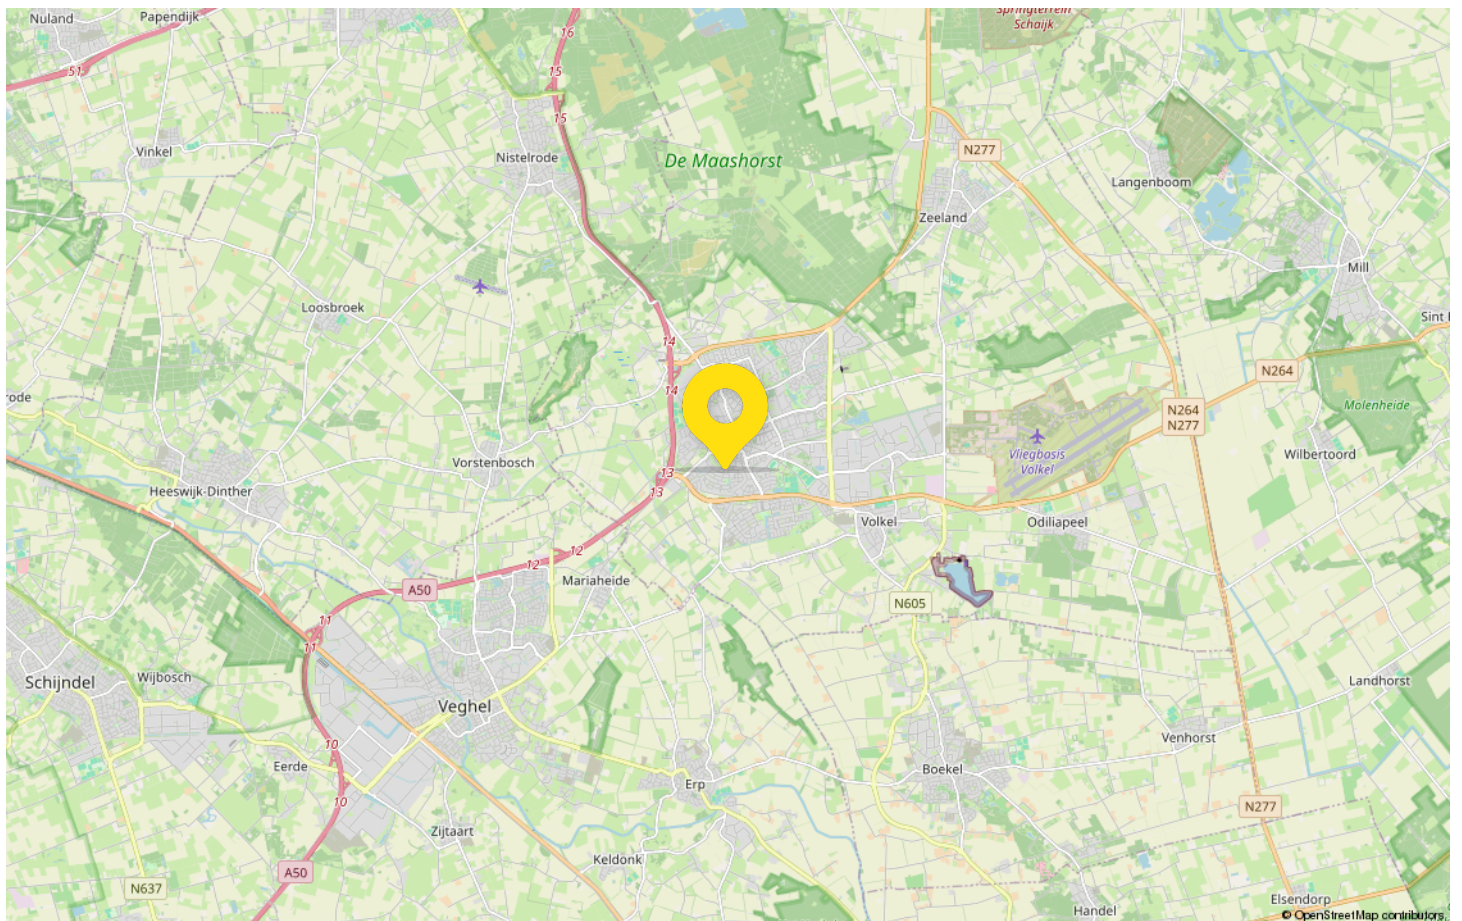 Nuland
Papendijk
Springterrein
Schaijk
16
51
15
15
Vinkel
Nistelrode
De Maashorst
N277
Langenboom
Zeeland
Mill
Loosbroek
Sint
14
14
N264
rode
Molenheide
N264
N277
Vliegbasis
Volkel
Wilbertoord
Vorstenbosch
13
13
Heeswijk-Dinther
Volkel
Odiliapeel
12
12
Mariaheide
A50
N605
11
11
Schijndel
Wijbosch
Landhorst
Veghel
Venhorst
10
Eerde
Boekel
Erp
10
N277
Zijtaart
Keldonk
A50
N637
Elsendorp
Handel
© OpenStreetMap contributors,